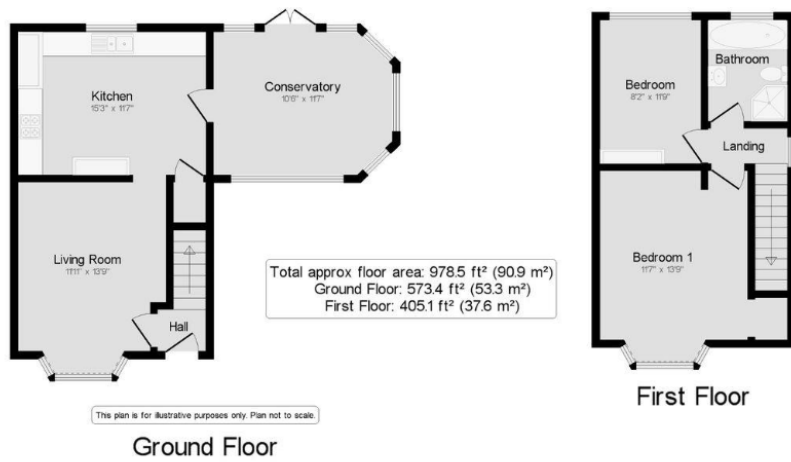 Kitchen
15'3" x 11'7"
Conservatory
10'6" x 11'7"
Living Room
11'11" x 13'9"
Hall
Bedroom
8'2" x 11'9"
Bathroom
Landing
Bedroom 1
11'7" x 13'9"
Total approx floor area: 978.5 ft² (90.9 m²)
Ground Floor: 573.4 ft² (53.3 m²)
First Floor: 405.1 ft² (37.6 m²)
This plan is for illustrative purposes only. Plan not to scale.
Ground Floor
First Floor